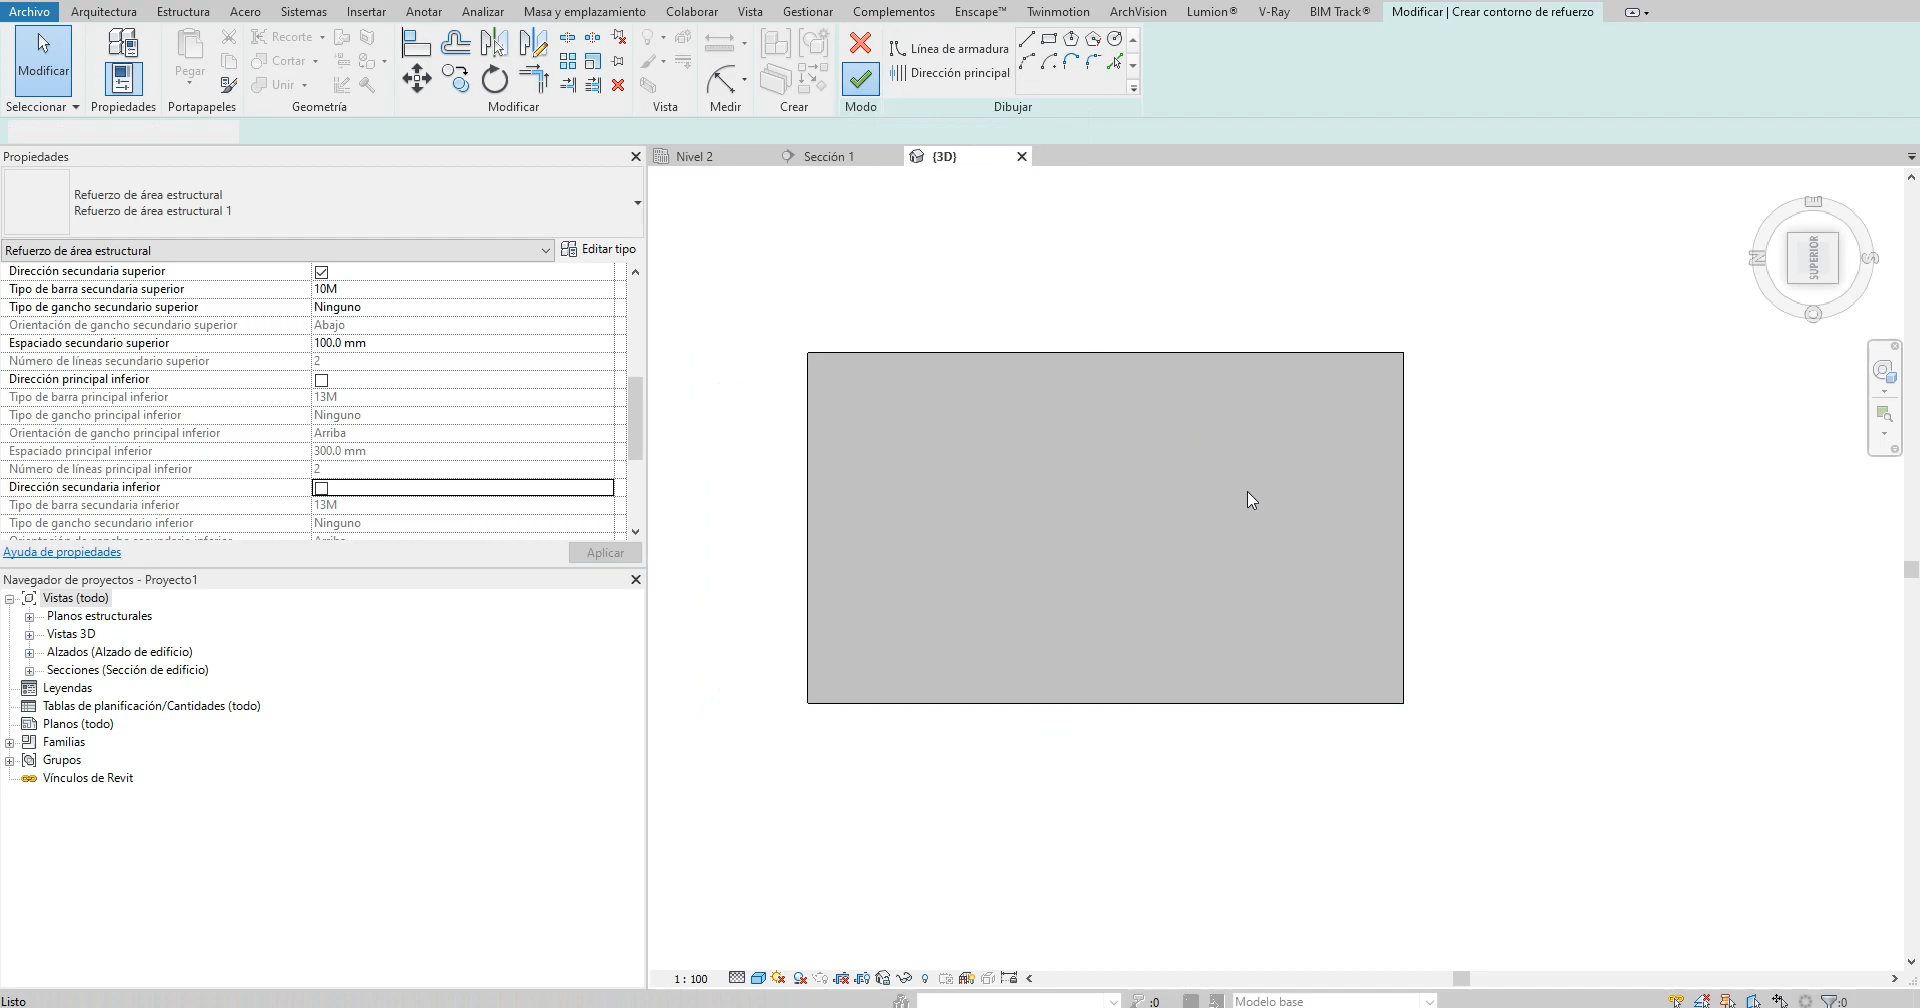 Archivo Arquitectura Estructura Acero Sistemas Insertar Anotar Analizar Masa y emplazamiento Colaborar Vista Gestionar Complementos Enscape™ Twinmotion ArchVision Lumion® V-Ray BIM Track® Modificar | Crear contorno de refuerzo
Modificar
Pegar
Recorte
Cortar
Unir
Línea de armadura
Dirección principal
Seleccionar Propiedades Portapapeles Geometría Modificar Vista Medir Crear Modo Dibujar
Propiedades
Refuerzo de área estructural
Refuerzo de área estructural 1
Refuerzo de área estructural Editar tipo
Dirección secundaria superior
Tipo de barra secundaria superior 10M
Tipo de gancho secundario superior Ninguno
Orientación de gancho secundario superior Abajo
Espaciado secundario superior 100.0 mm
Número de líneas secundario superior 2
Dirección principal inferior
Tipo de barra principal inferior 13M
Tipo de gancho principal inferior Ninguno
Orientación de gancho principal inferior Arriba
Espaciado principal inferior 300.0 mm
Número de líneas principal inferior 2
Dirección secundaria inferior
Tipo de barra secundaria inferior 13M
Tipo de gancho secundario inferior Ninguno
Orientación de gancho secundario inferior Arriba
Ayuda de propiedades Aplicar
Navegador de proyectos - Proyecto1
Vistas (todo)
Planos estructurales
Vistas 3D
Alzados (Alzado de edificio)
Secciones (Sección de edificio)
Leyendas
Tablas de planificación/Cantidades (todo)
Planos (todo)
Familias
Grupos
Vínculos de Revit
Nivel 2 Sección 1 {3D}
E
N SUPERIOR S
O
1 : 100
Listo :0 Modelo base :0